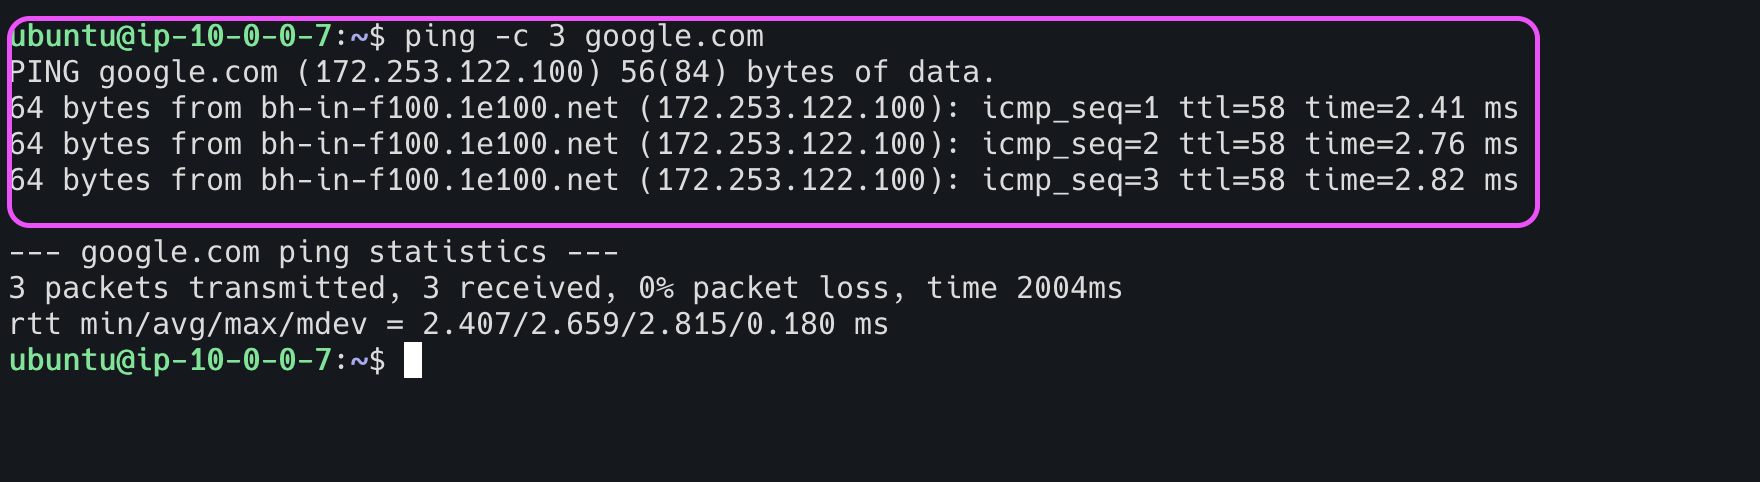 ubuntu@ip-10-0-0-7:~$ ping -c 3 google.com
PING google.com (172.253.122.100) 56(84) bytes of data.
64 bytes from bh-in-f100.1e100.net (172.253.122.100): icmp_seq=1 ttl=58 time=2.41 ms
64 bytes from bh-in-f100.1e100.net (172.253.122.100): icmp_seq=2 ttl=58 time=2.76 ms
64 bytes from bh-in-f100.1e100.net (172.253.122.100): icmp_seq=3 ttl=58 time=2.82 ms
--- google.com ping statistics ---
3 packets transmitted, 3 received, 0% packet loss, time 2004ms
rtt min/avg/max/mdev = 2.407/2.659/2.815/0.180 ms
ubuntu@ip-10-0-0-7:~$